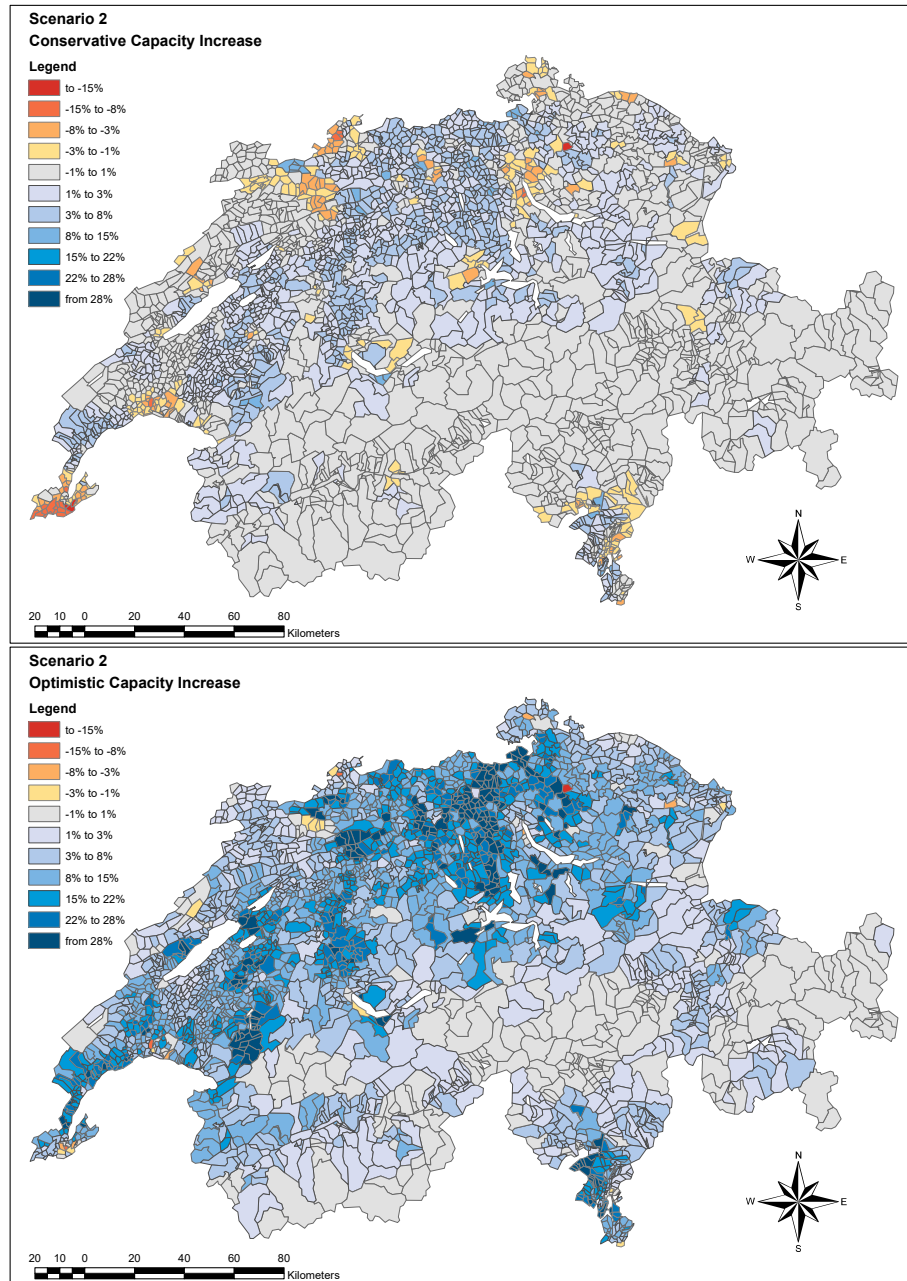 Scenario 2
Conservative Capacity Increase
Legend
to -15%
-15% to -8%
-8% to -3%
-3% to -1%
-1% to 1%
1% to 3%
3% to 8%
8% to 15%
15% to 22%
22% to 28%
from 28%
N
W E
S
20 10 0 20 40 60 80
Kilometers
Scenario 2
Optimistic Capacity Increase
Legend
to -15%
-15% to -8%
-8% to -3%
-3% to -1%
-1% to 1%
1% to 3%
3% to 8%
8% to 15%
15% to 22%
22% to 28%
from 28%
N
W E
S
20 10 0 20 40 60 80
Kilometers